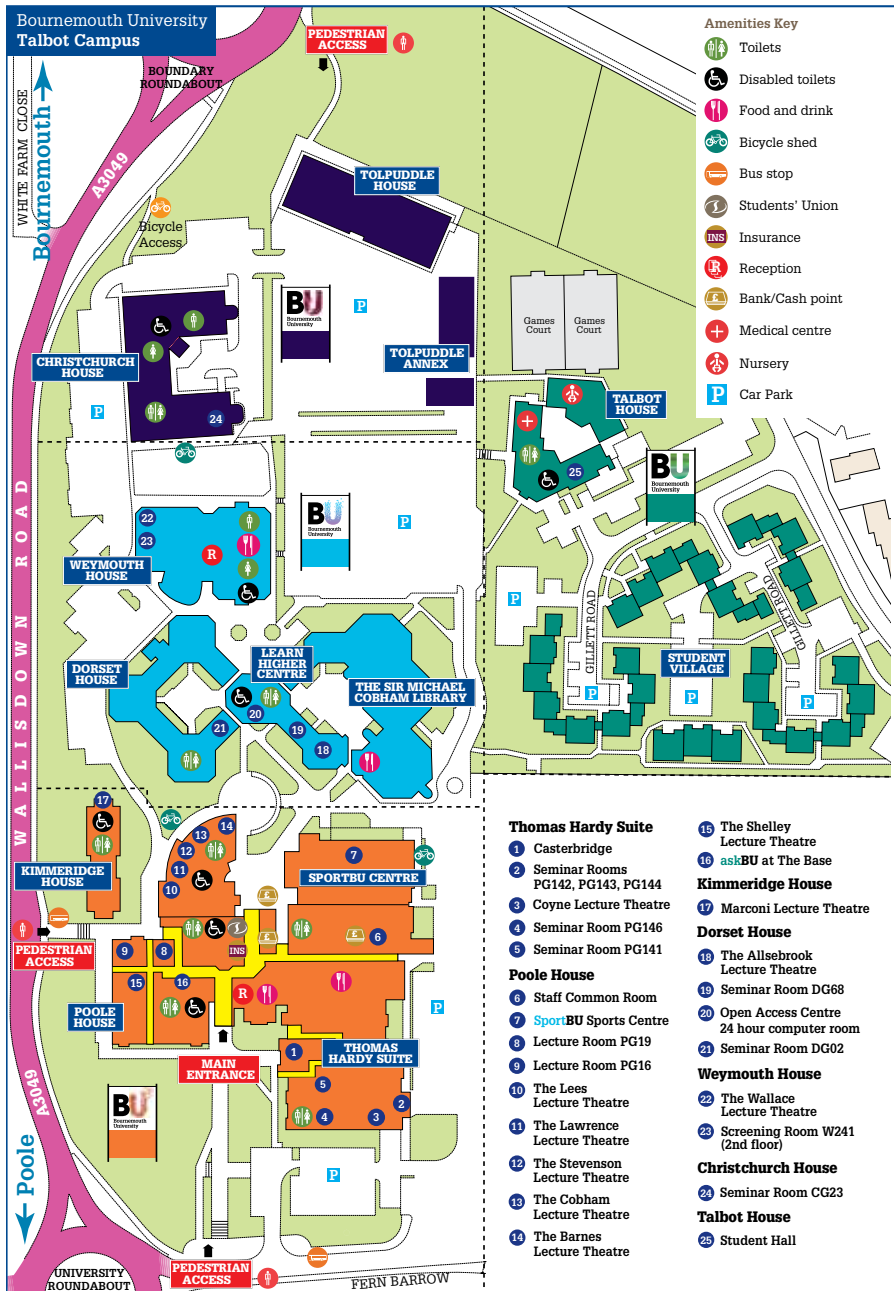 Bournemouth University
Talbot Campus
PEDESTRIAN
ACCESS
BOUNDARY
ROUNDABOUT
WHITE FARM CLOSE
Bournemouth
A3049
Bicycle
Access
TOLPUDDLE
HOUSE
Amenities Key
Toilets
Disabled toilets
Food and drink
Bicycle shed
Bus stop
Students' Union
INS
Insurance
R
Reception
£
Bank/Cash point
Medical centre
Nursery
P
Car Park
BU
Bournemouth
University
P
Games
Court
Games
Court
CHRISTCHURCH
HOUSE
TOLPUDDLE
ANNEX
P
24
TALBOT
HOUSE
25
BU
Bournemouth
University
WALLISDOWN ROAD
22
23
R
WEYMOUTH
HOUSE
BU
Bournemouth
University
P
P
GILLETT ROAD
GILLETT ROAD
STUDENT
VILLAGE
P
P
P
DORSET
HOUSE
LEARN
HIGHER
CENTRE
THE SIR MICHAEL
COBHAM LIBRARY
20
21
19
18
17
KIMMERIDGE
HOUSE
14
13
12
11
10
7
SPORTBU CENTRE
£
£
£
6
INS
PEDESTRIAN
ACCESS
9
8
15
16
R
POOLE
HOUSE
P
MAIN
ENTRANCE
THOMAS
HARDY SUITE
1
5
2
4
3
BU
Bournemouth
University
A3049
Poole
P
PEDESTRIAN
ACCESS
UNIVERSITY
ROUNDABOUT
FERN BARROW
Thomas Hardy Suite
1 Casterbridge
2 Seminar Rooms
PG142, PG143, PG144
3 Coyne Lecture Theatre
4 Seminar Room PG146
5 Seminar Room PG141
Poole House
6 Staff Common Room
7 SportBU Sports Centre
8 Lecture Room PG19
9 Lecture Room PG16
10 The Lees
Lecture Theatre
11 The Lawrence
Lecture Theatre
12 The Stevenson
Lecture Theatre
13 The Cobham
Lecture Theatre
14 The Barnes
Lecture Theatre
15 The Shelley
Lecture Theatre
16 askBU at The Base
Kimmeridge House
17 Marconi Lecture Theatre
Dorset House
18 The Allsebrook
Lecture Theatre
19 Seminar Room DG68
20 Open Access Centre
24 hour computer room
21 Seminar Room DG02
Weymouth House
22 The Wallace
Lecture Theatre
23 Screening Room W241
(2nd floor)
Christchurch House
24 Seminar Room CG23
Talbot House
25 Student Hall